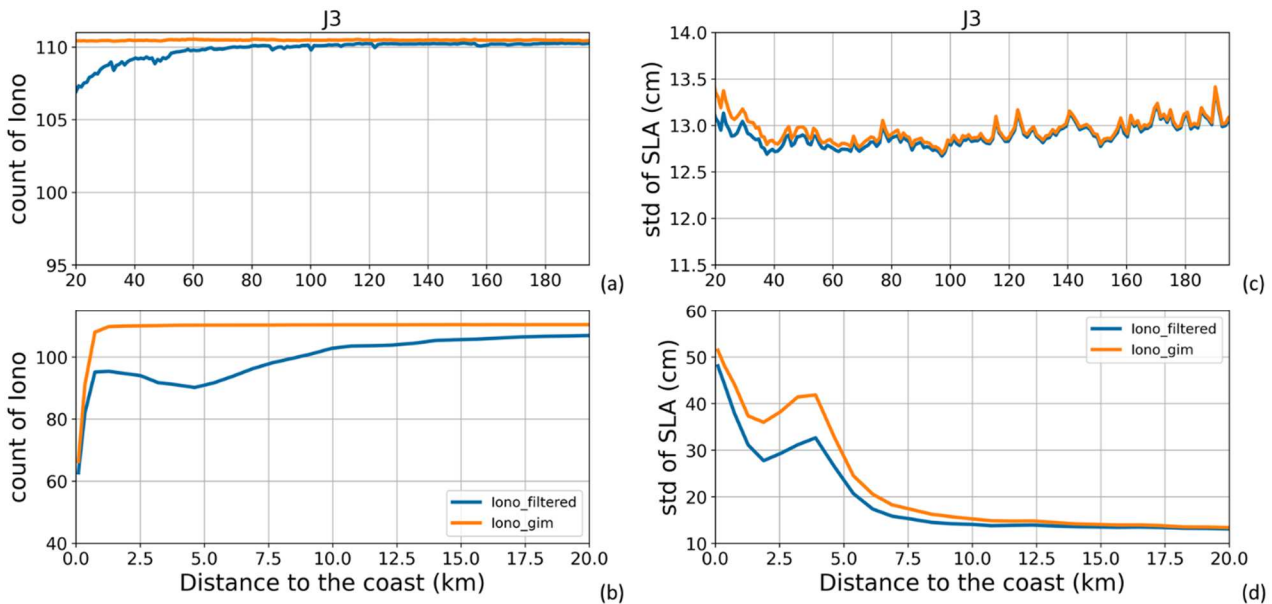 J3
count of Iono
110
105
100
95
20 40 60 80 100 120 140 160 180
(a)
J3
std of SLA (cm)
14.0
13.5
13.0
12.5
12.0
11.5
20 40 60 80 100 120 140 160 180
(c)
count of Iono
100
80
60
40
Iono_filtered
Iono_gim
0.0 2.5 5.0 7.5 10.0 12.5 15.0 17.5 20.0
Distance to the coast (km)
(b)
std of SLA (cm)
60
50
40
30
20
10
Iono_filtered
Iono_gim
0.0 2.5 5.0 7.5 10.0 12.5 15.0 17.5 20.0
Distance to the coast (km)
(d)